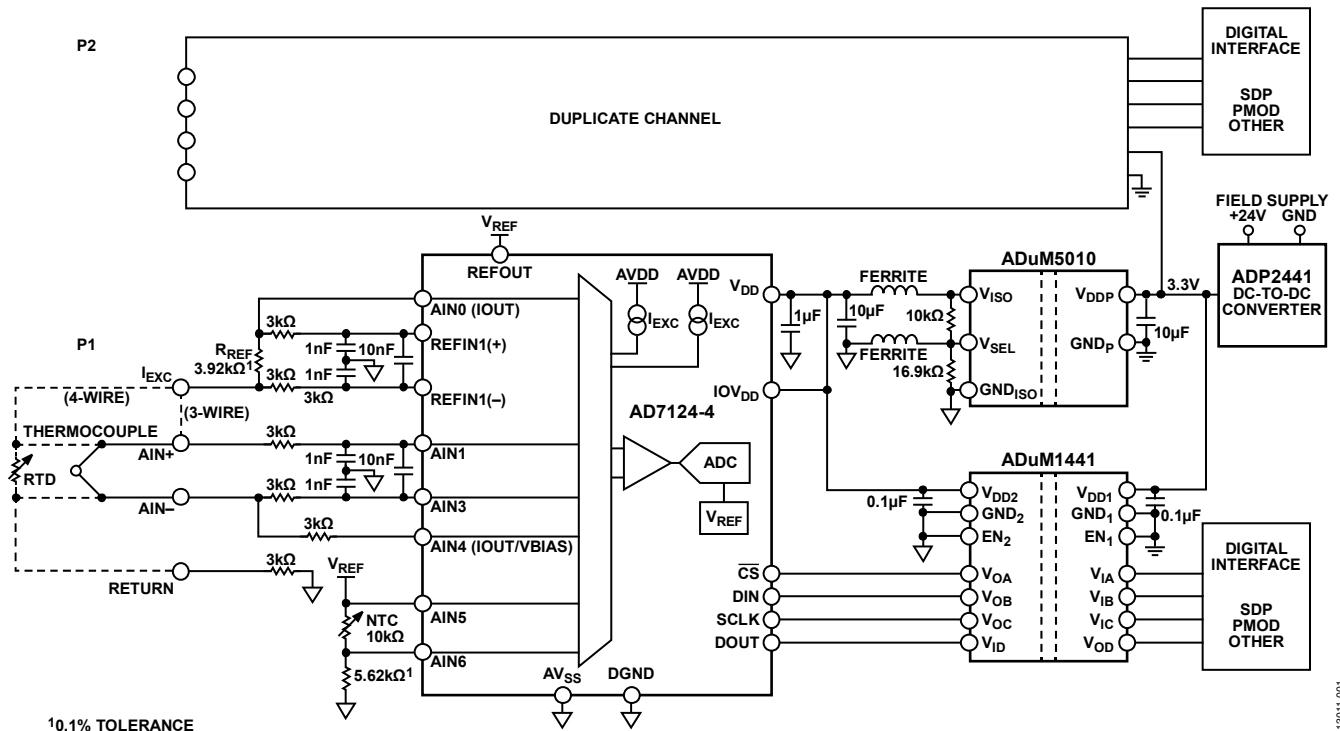 P2
DUPLICATE CHANNEL
DIGITAL
INTERFACE
SDP
PMOD
OTHER
FIELD SUPPLY
+24V GND
ADP2441
DC-TO-DC
CONVERTER
3.3V
VREF
REFOUT
AVDD AVDD
IEXC IEXC
AD7124-4
ADC
VREF
AIN0 (IOUT)
REFIN1(+)
REFIN1(–)
AIN1
AIN3
AIN4 (IOUT/VBIAS)
AIN5
AIN6
AVSS DGND
VDD
IOVDD
CS
DIN
SCLK
DOUT
P1
IEXC
(4-WIRE)
(3-WIRE)
THERMOCOUPLE
RTD
AIN+
AIN–
RETURN
RREF
3.92kΩ1
3kΩ
1nF 10nF
1nF
3kΩ
3kΩ
3kΩ
1nF 10nF
1nF
3kΩ
3kΩ
3kΩ
VREF
NTC
10kΩ
5.62kΩ1
1µF
10µF
FERRITE
FERRITE
10kΩ
16.9kΩ
ADuM5010
VISO
VSEL
GNDISO
VDDP
GNDP
10µF
ADuM1441
0.1µF
VDD2
GND2
EN2
VOA
VOB
VOC
VID
VDD1
GND1
EN1
VIA
VIB
VIC
VOD
0.1µF
DIGITAL
INTERFACE
SDP
PMOD
OTHER
10.1% TOLERANCE
13011-001